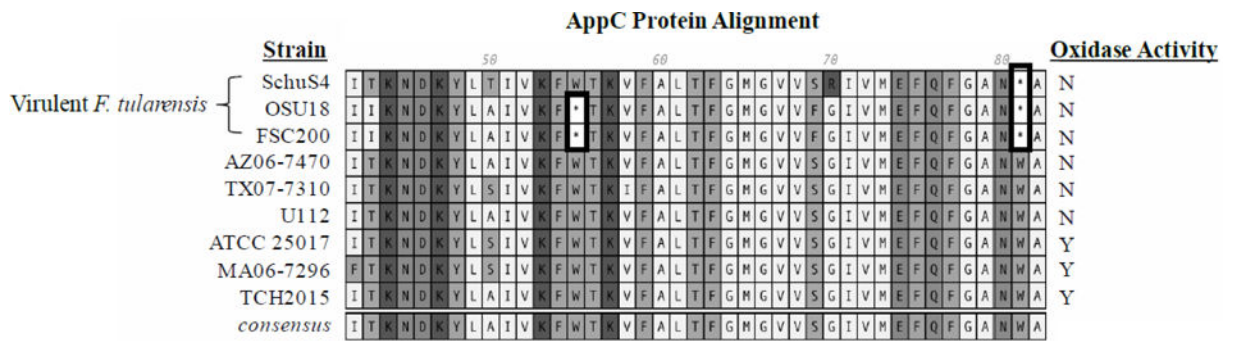 AppC Protein Alignment
Strain 50 60 70 80 Oxidase Activity
Virulent F. tularensis
SchuS4 I T K N D K Y L T I V K F W T K V F A L T F G M G V V S R I V M E F Q F G A N * A N
OSU18 I I K N D K Y L A I V K F * T K V F A L T F G M G V V F G I V M E F Q F G A N * A N
FSC200 I I K N D K Y L A I V K F * T K V F A L T F G M G V V F G I V M E F Q F G A N * A N
AZ06-7470 I T K N D K Y L A I V K F W T K V F A L T F G M G V V S G I V M E F Q F G A N W A N
TX07-7310 I T K N D K Y L S I V K F W T K I F A L T F G M G V V S G I V M E F Q F G A N W A N
U112 I T K N D K Y L A I V K F W T K V F A L T F G M G V V S G I V M E F Q F G A N W A N
ATCC 25017 I T K N D K Y L S I V K F W T K V F A L T F G M G V V S G I V M E F Q F G A N W A Y
MA06-7296 F T K N D K Y L S I V K F W T K V F A L T F G M G V V S G I V M E F Q F G A N W A Y
TCH2015 I T K N D K Y L A I V K F W T K V F A L T F G M G V V S G I V M E F Q F G A N W A Y
consensus I T K N D K Y L A I V K F W T K V F A L T F G M G V V S G I V M E F Q F G A N W A